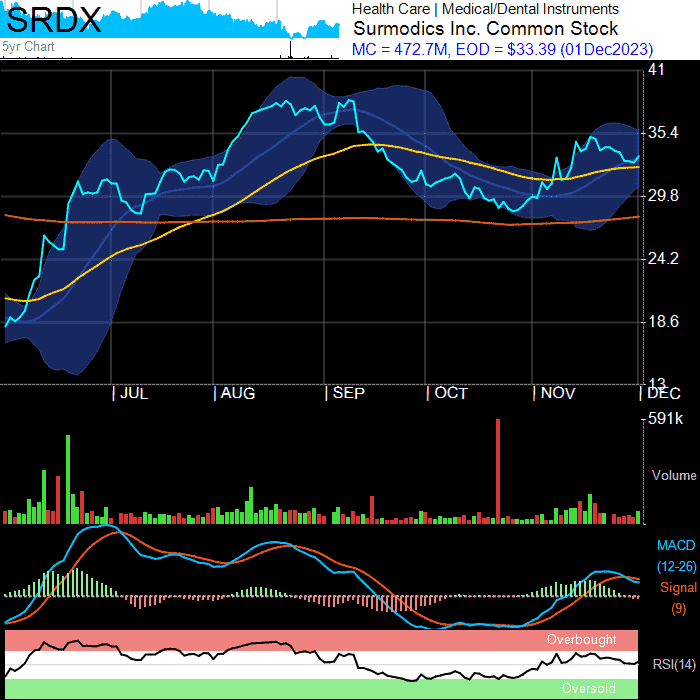 SRDX
Health Care | Medical/Dental Instruments
Surmodics Inc. Common Stock
5yr Chart
MC = 472.7M, EOD = $33.39 (01Dec2023)
41
35.4
29.8
24.2
18.6
13
JUL AUG SEP OCT NOV DEC
591k
Volume
MACD
(12-26)
Signal
(9)
Overbought
RSI(14)
Oversold